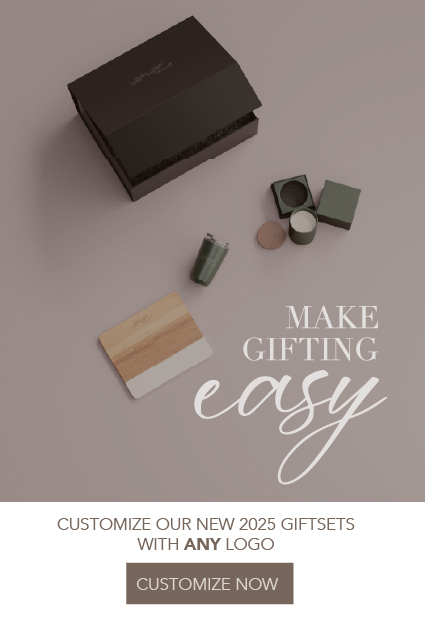 MAKE
GIFTING
easy
CUSTOMIZE OUR NEW 2025 GIFTSETS
WITH ANY LOGO
CUSTOMIZE NOW